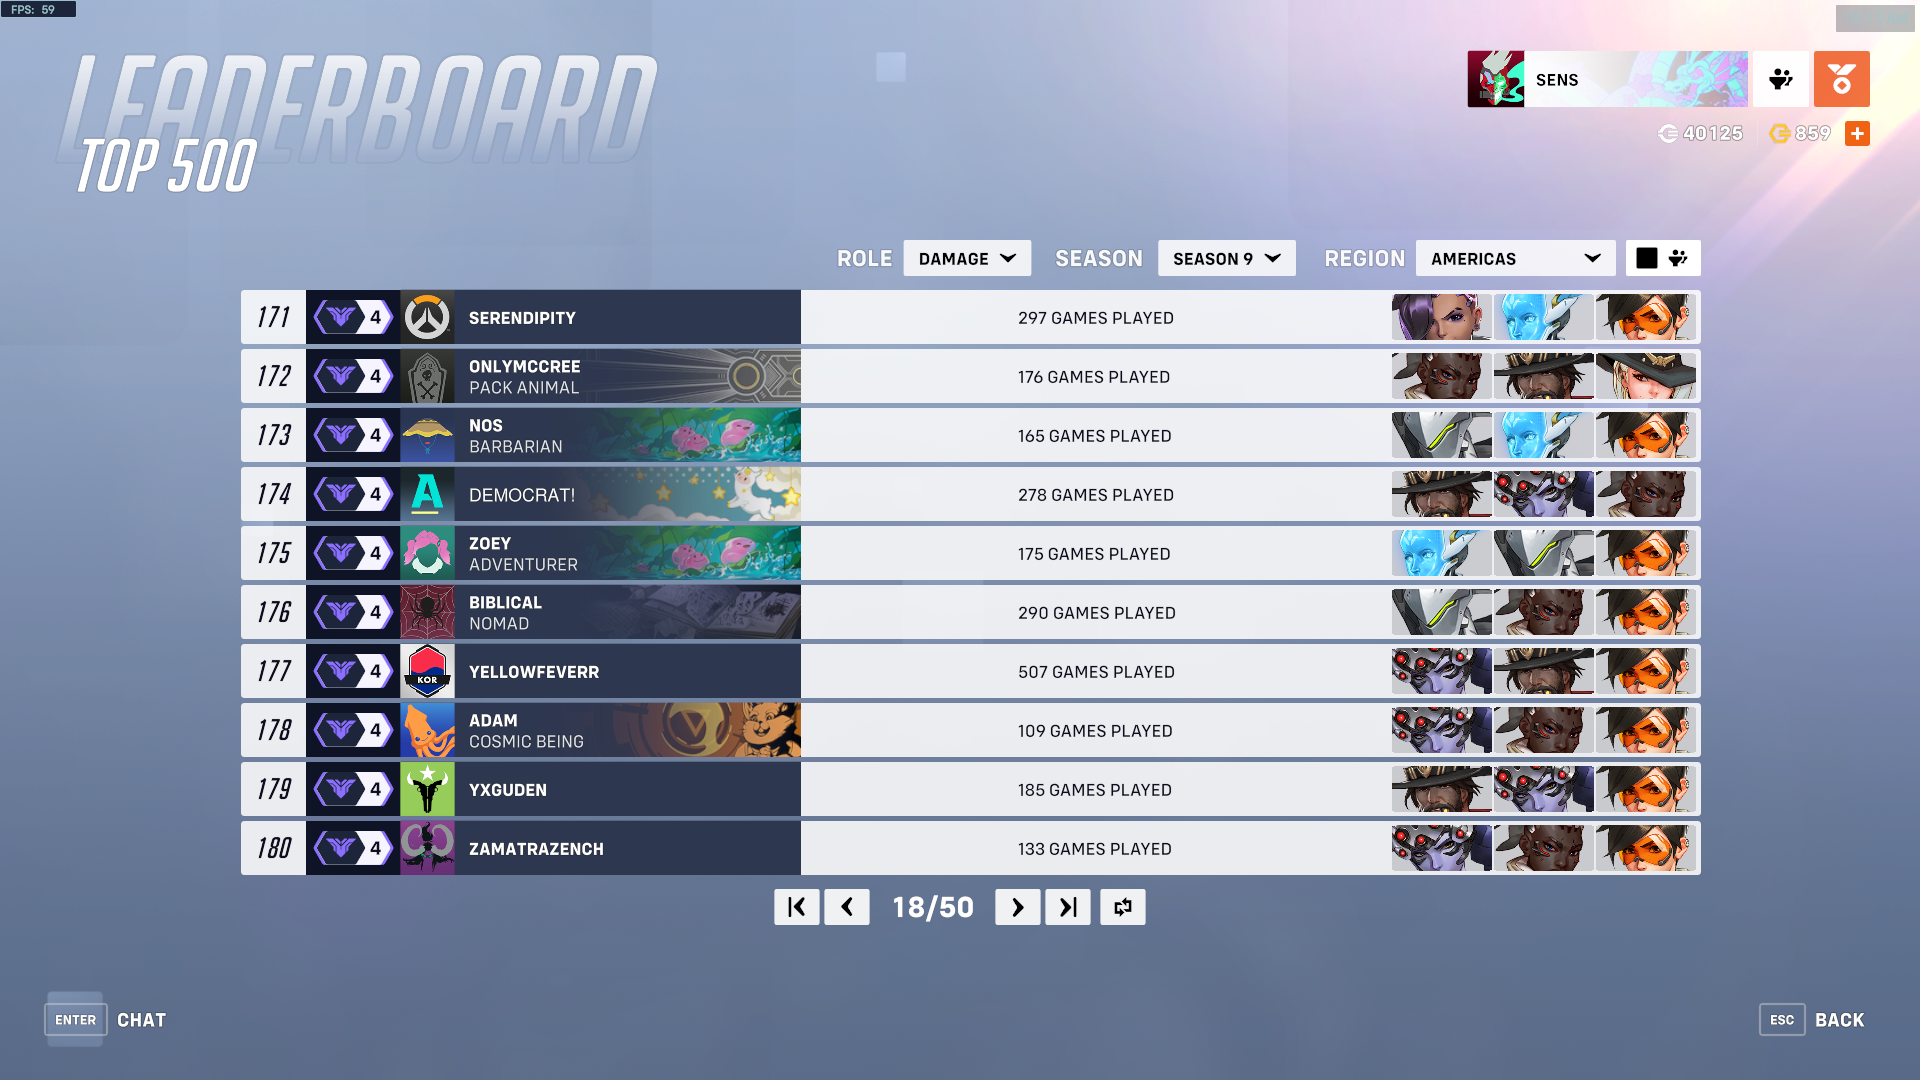 FPS: 59
LEADERBOARD
TOP 500
SENS
40125
859
ROLE DAMAGE SEASON SEASON 9 REGION AMERICAS
171 4 SERENDIPITY 297 GAMES PLAYED
172 4 ONLYMCCREE 176 GAMES PLAYED
PACK ANIMAL
173 4 NOS 165 GAMES PLAYED
BARBARIAN
174 4 A DEMOCRAT! 278 GAMES PLAYED
175 4 ZOEY 175 GAMES PLAYED
ADVENTURER
176 4 BIBLICAL 290 GAMES PLAYED
NOMAD
177 4 KOR YELLOWFEVERR 507 GAMES PLAYED
178 4 ADAM 109 GAMES PLAYED
COSMIC BEING
179 4 YXGUDEN 185 GAMES PLAYED
180 4 ZAMATRAZENCH 133 GAMES PLAYED
18/50
ENTER CHAT
ESC BACK